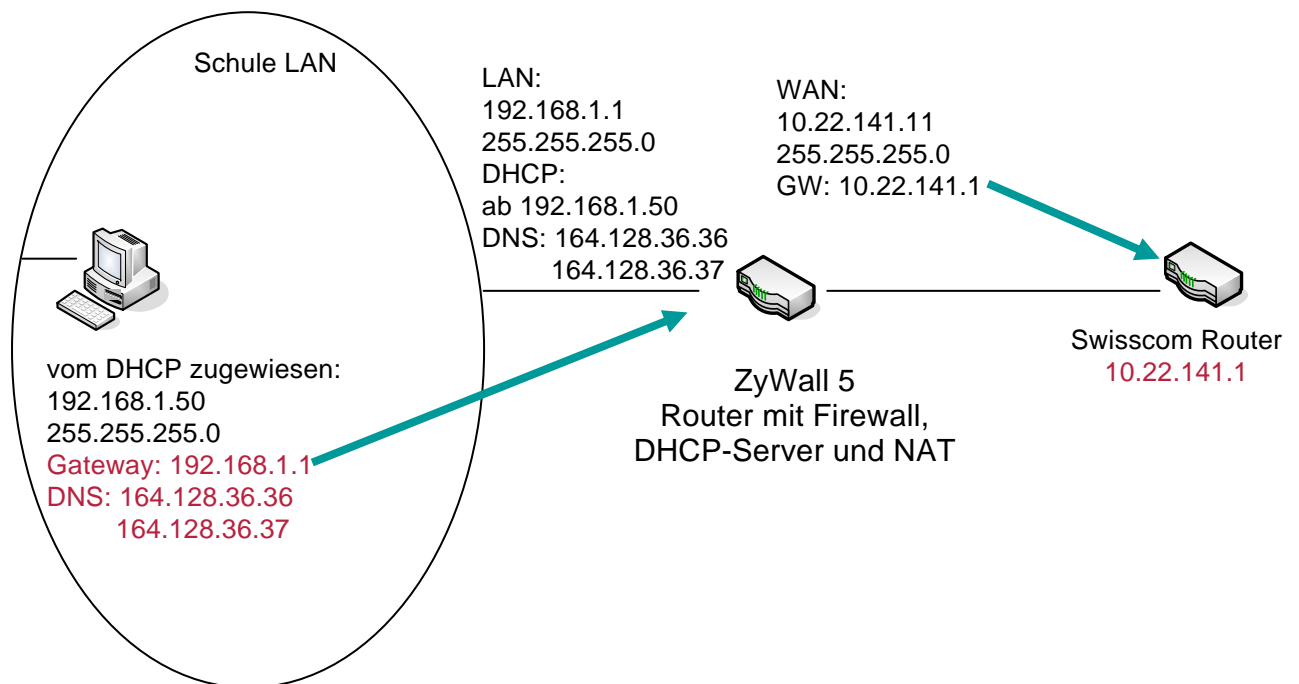 Schule LAN
LAN:
192.168.1.1
255.255.255.0
DHCP:
ab 192.168.1.50
DNS: 164.128.36.36
164.128.36.37
WAN:
10.22.141.11
255.255.255.0
GW: 10.22.141.1
vom DHCP zugewiesen:
192.168.1.50
255.255.255.0
Gateway: 192.168.1.1
DNS: 164.128.36.36
164.128.36.37
ZyWall 5
Router mit Firewall,
DHCP-Server und NAT
Swisscom Router
10.22.141.1